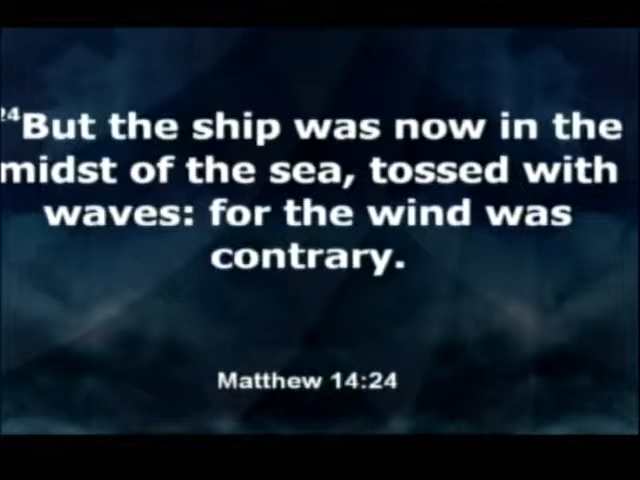 24But the ship was now in the
midst of the sea, tossed with
waves: for the wind was
contrary.
Matthew 14:24